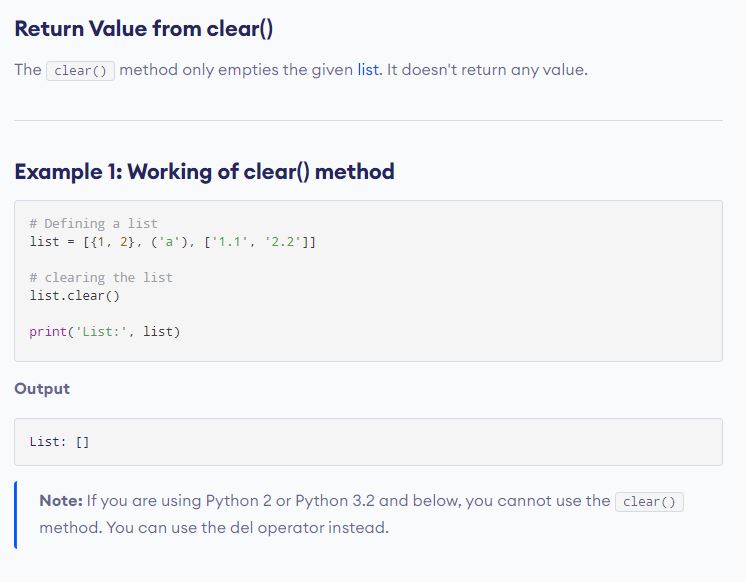 Return Value from clear()
The clear() method only empties the given list. It doesn't return any value.
Example 1: Working of clear() method
# Defining a list
list = [{1, 2}, ('a'), ['1.1', '2.2']]
# clearing the list
list.clear()
print('List:', list)
Output
List: []
Note: If you are using Python 2 or Python 3.2 and below, you cannot use the clear()
method. You can use the del operator instead.